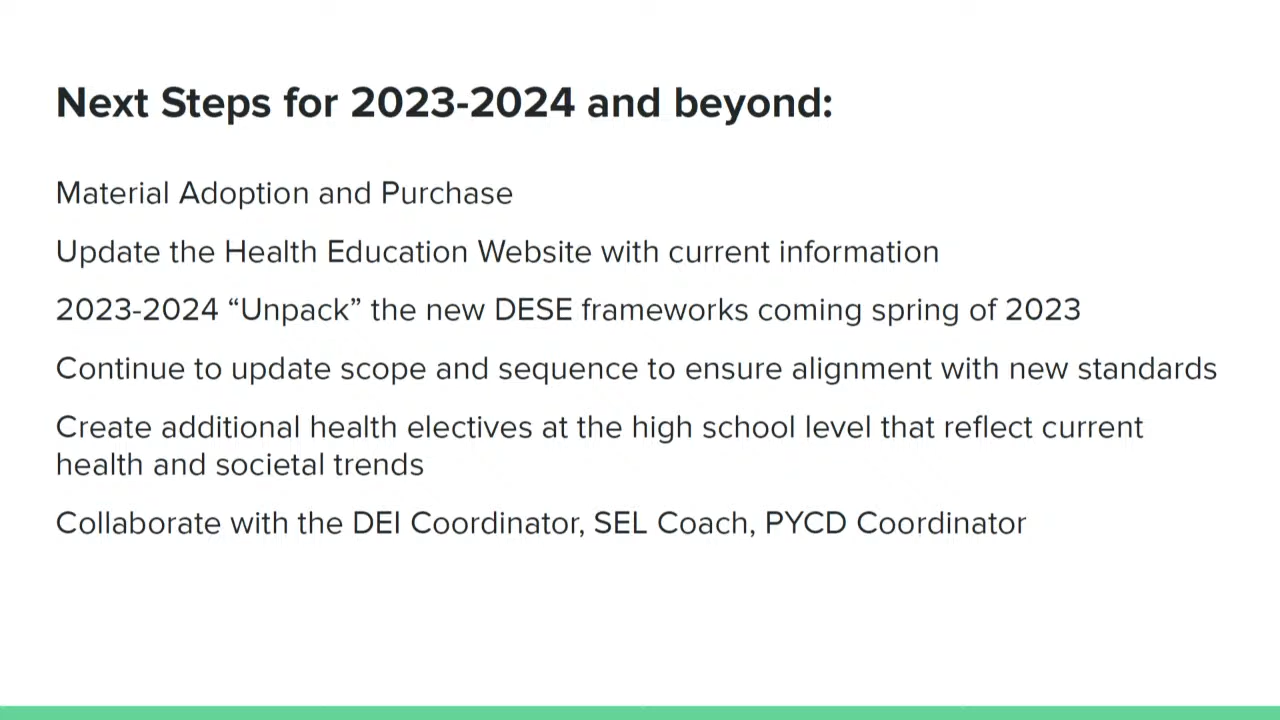 Next Steps for 2023-2024 and beyond:
Material Adoption and Purchase
Update the Health Education Website with current information
2023-2024 “Unpack” the new DESE frameworks coming spring of 2023
Continue to update scope and sequence to ensure alignment with new standards
Create additional health electives at the high school level that reflect current
health and societal trends
Collaborate with the DEI Coordinator, SEL Coach, PYCD Coordinator